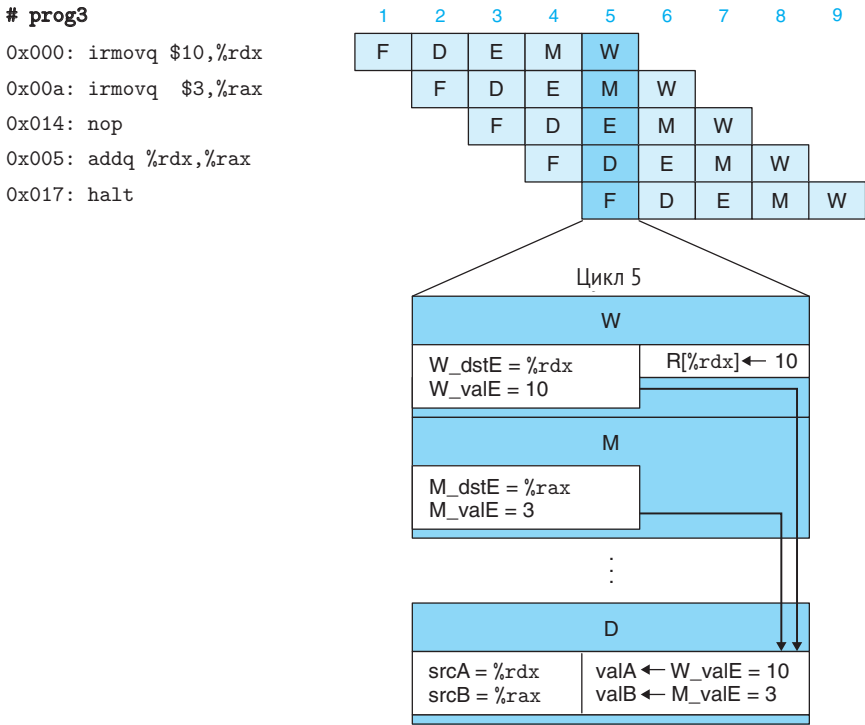 # prog3
1 2 3 4 5 6 7 8 9
0x000: irmovq $10,%rdx F D E M W
0x00a: irmovq $3,%rax F D E M W
0x014: nop F D E M W
0x005: addq %rdx,%rax F D E M W
0x017: halt F D E M W
Цикл 5
W
W_dstE = %rdx R[%rdx]← 10
W_valE = 10
M
M_dstE = %rax
M_valE = 3
D
srcA = %rdx valA ← W_valE = 10
srcB = %rax valB ← M_valE = 3